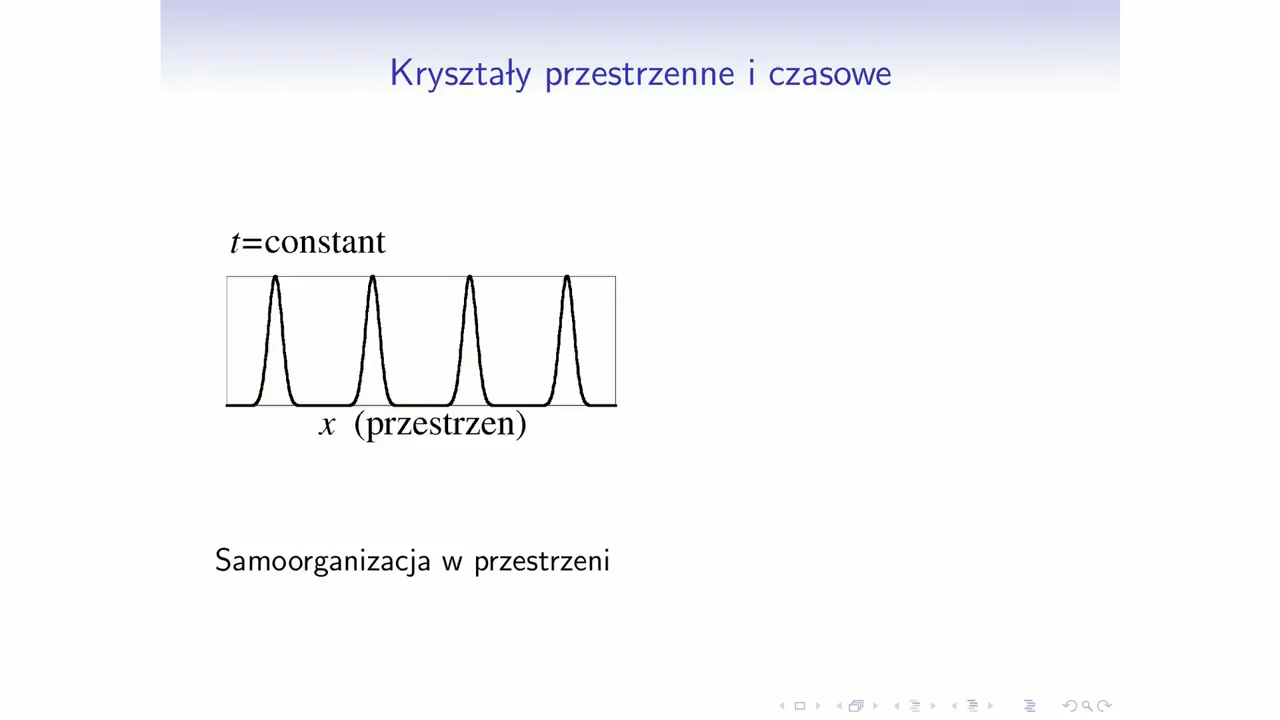 Kryształy przestrzenne i czasowe
t=constant
x (przestrzen)
Samoorganizacja w przestrzeni